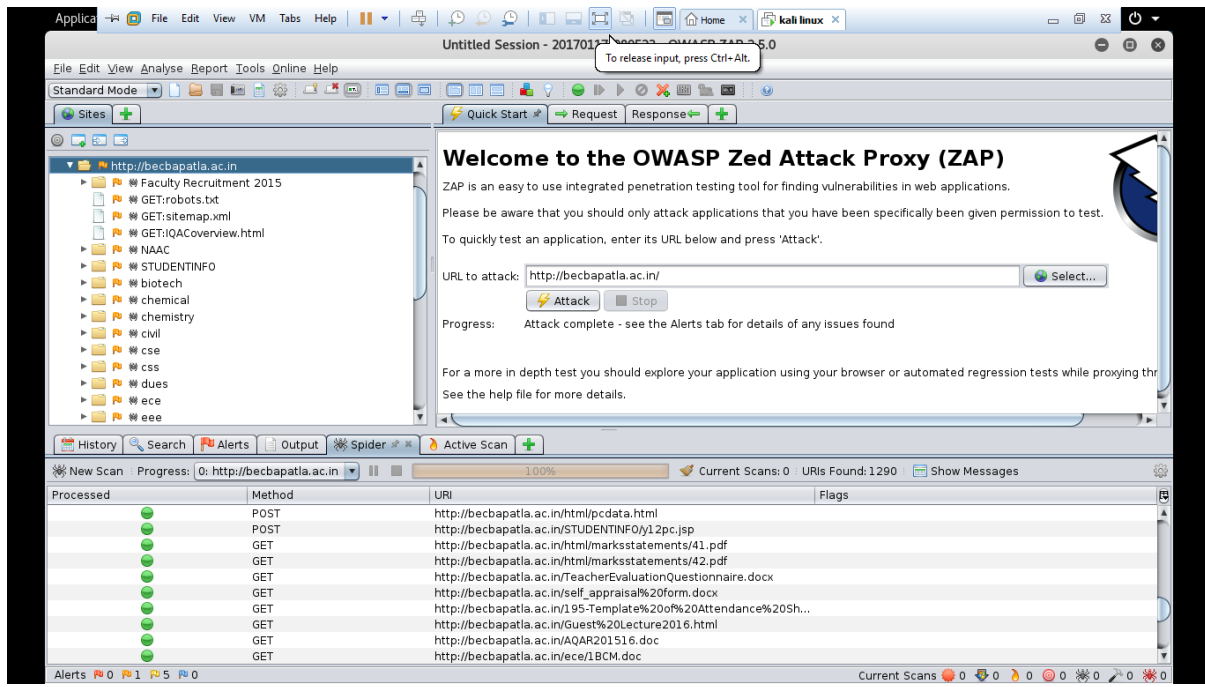 Applica File Edit View VM Tabs Help Home × kali linux ×
Untitled Session - 20170117 OWASP ZAP 2.5.0
To release input, press Ctrl+Alt.
File Edit View Analyse Report Tools Online Help
Standard Mode
Sites
Quick Start Request Response
http://becbapatla.ac.in
Faculty Recruitment 2015
GET:robots.txt
GET:sitemap.xml
GET:IQACoverview.html
NAAC
STUDENTINFO
biotech
chemical
chemistry
civil
cse
css
dues
ece
eee
Welcome to the OWASP Zed Attack Proxy (ZAP)
ZAP is an easy to use integrated penetration testing tool for finding vulnerabilities in web applications.
Please be aware that you should only attack applications that you have been specifically been given permission to test.
To quickly test an application, enter its URL below and press 'Attack'.
URL to attack: http://becbapatla.ac.in/ Select...
Attack Stop
Progress: Attack complete - see the Alerts tab for details of any issues found
For a more in depth test you should explore your application using your browser or automated regression tests while proxying thr
See the help file for more details.
History Search Alerts Output Spider Active Scan
New Scan Progress: 0: http://becbapatla.ac.in 100% Current Scans: 0 URIs Found: 1290 Show Messages
Processed Method URI Flags
POST http://becbapatla.ac.in/html/pcdata.html
POST http://becbapatla.ac.in/STUDENTINFO/y12pc.jsp
GET http://becbapatla.ac.in/html/marksstatements/41.pdf
GET http://becbapatla.ac.in/html/marksstatements/42.pdf
GET http://becbapatla.ac.in/TeacherEvaluationQuestionnaire.docx
GET http://becbapatla.ac.in/self_appraisal%20form.docx
GET http://becbapatla.ac.in/195-Template%20of%20Attendance%20Sh...
GET http://becbapatla.ac.in/Guest%20Lecture2016.html
GET http://becbapatla.ac.in/AQAR201516.doc
GET http://becbapatla.ac.in/ece/1BCM.doc
Alerts 0 1 5 0 Current Scans 0 0 0 0 0 0 0